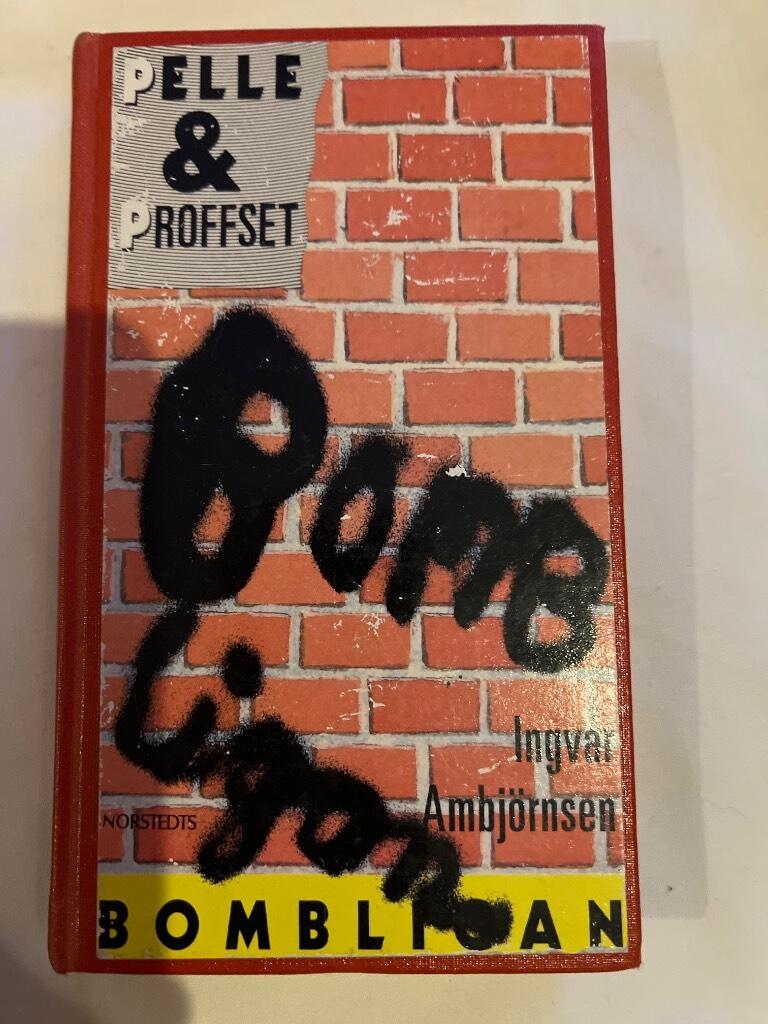 PELLE
&
PROFFSET
BOMB
Ligan
Ingvar
Ambjörnsen
NORSTEDTS
BOMBLIGAN